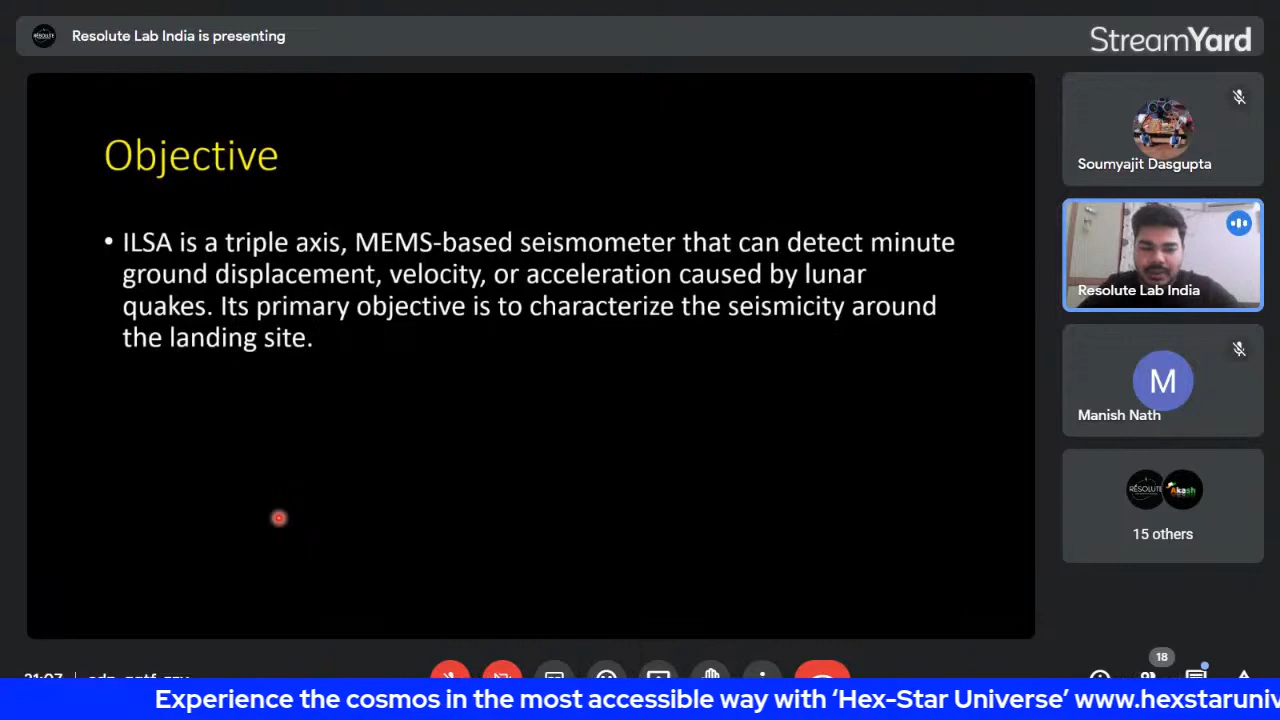 Resolute Lab India is presenting
StreamYard
Objective
• ILSA is a triple axis, MEMS-based seismometer that can detect minute
ground displacement, velocity, or acceleration caused by lunar
quakes. Its primary objective is to characterize the seismicity around
the landing site.
Soumyajit Dasgupta
Resolute Lab India
M
Manish Nath
RÉSOLUTE
Akash
15 others
18
Experience the cosmos in the most accessible way with ‘Hex-Star Universe’ www.hexstaruniv